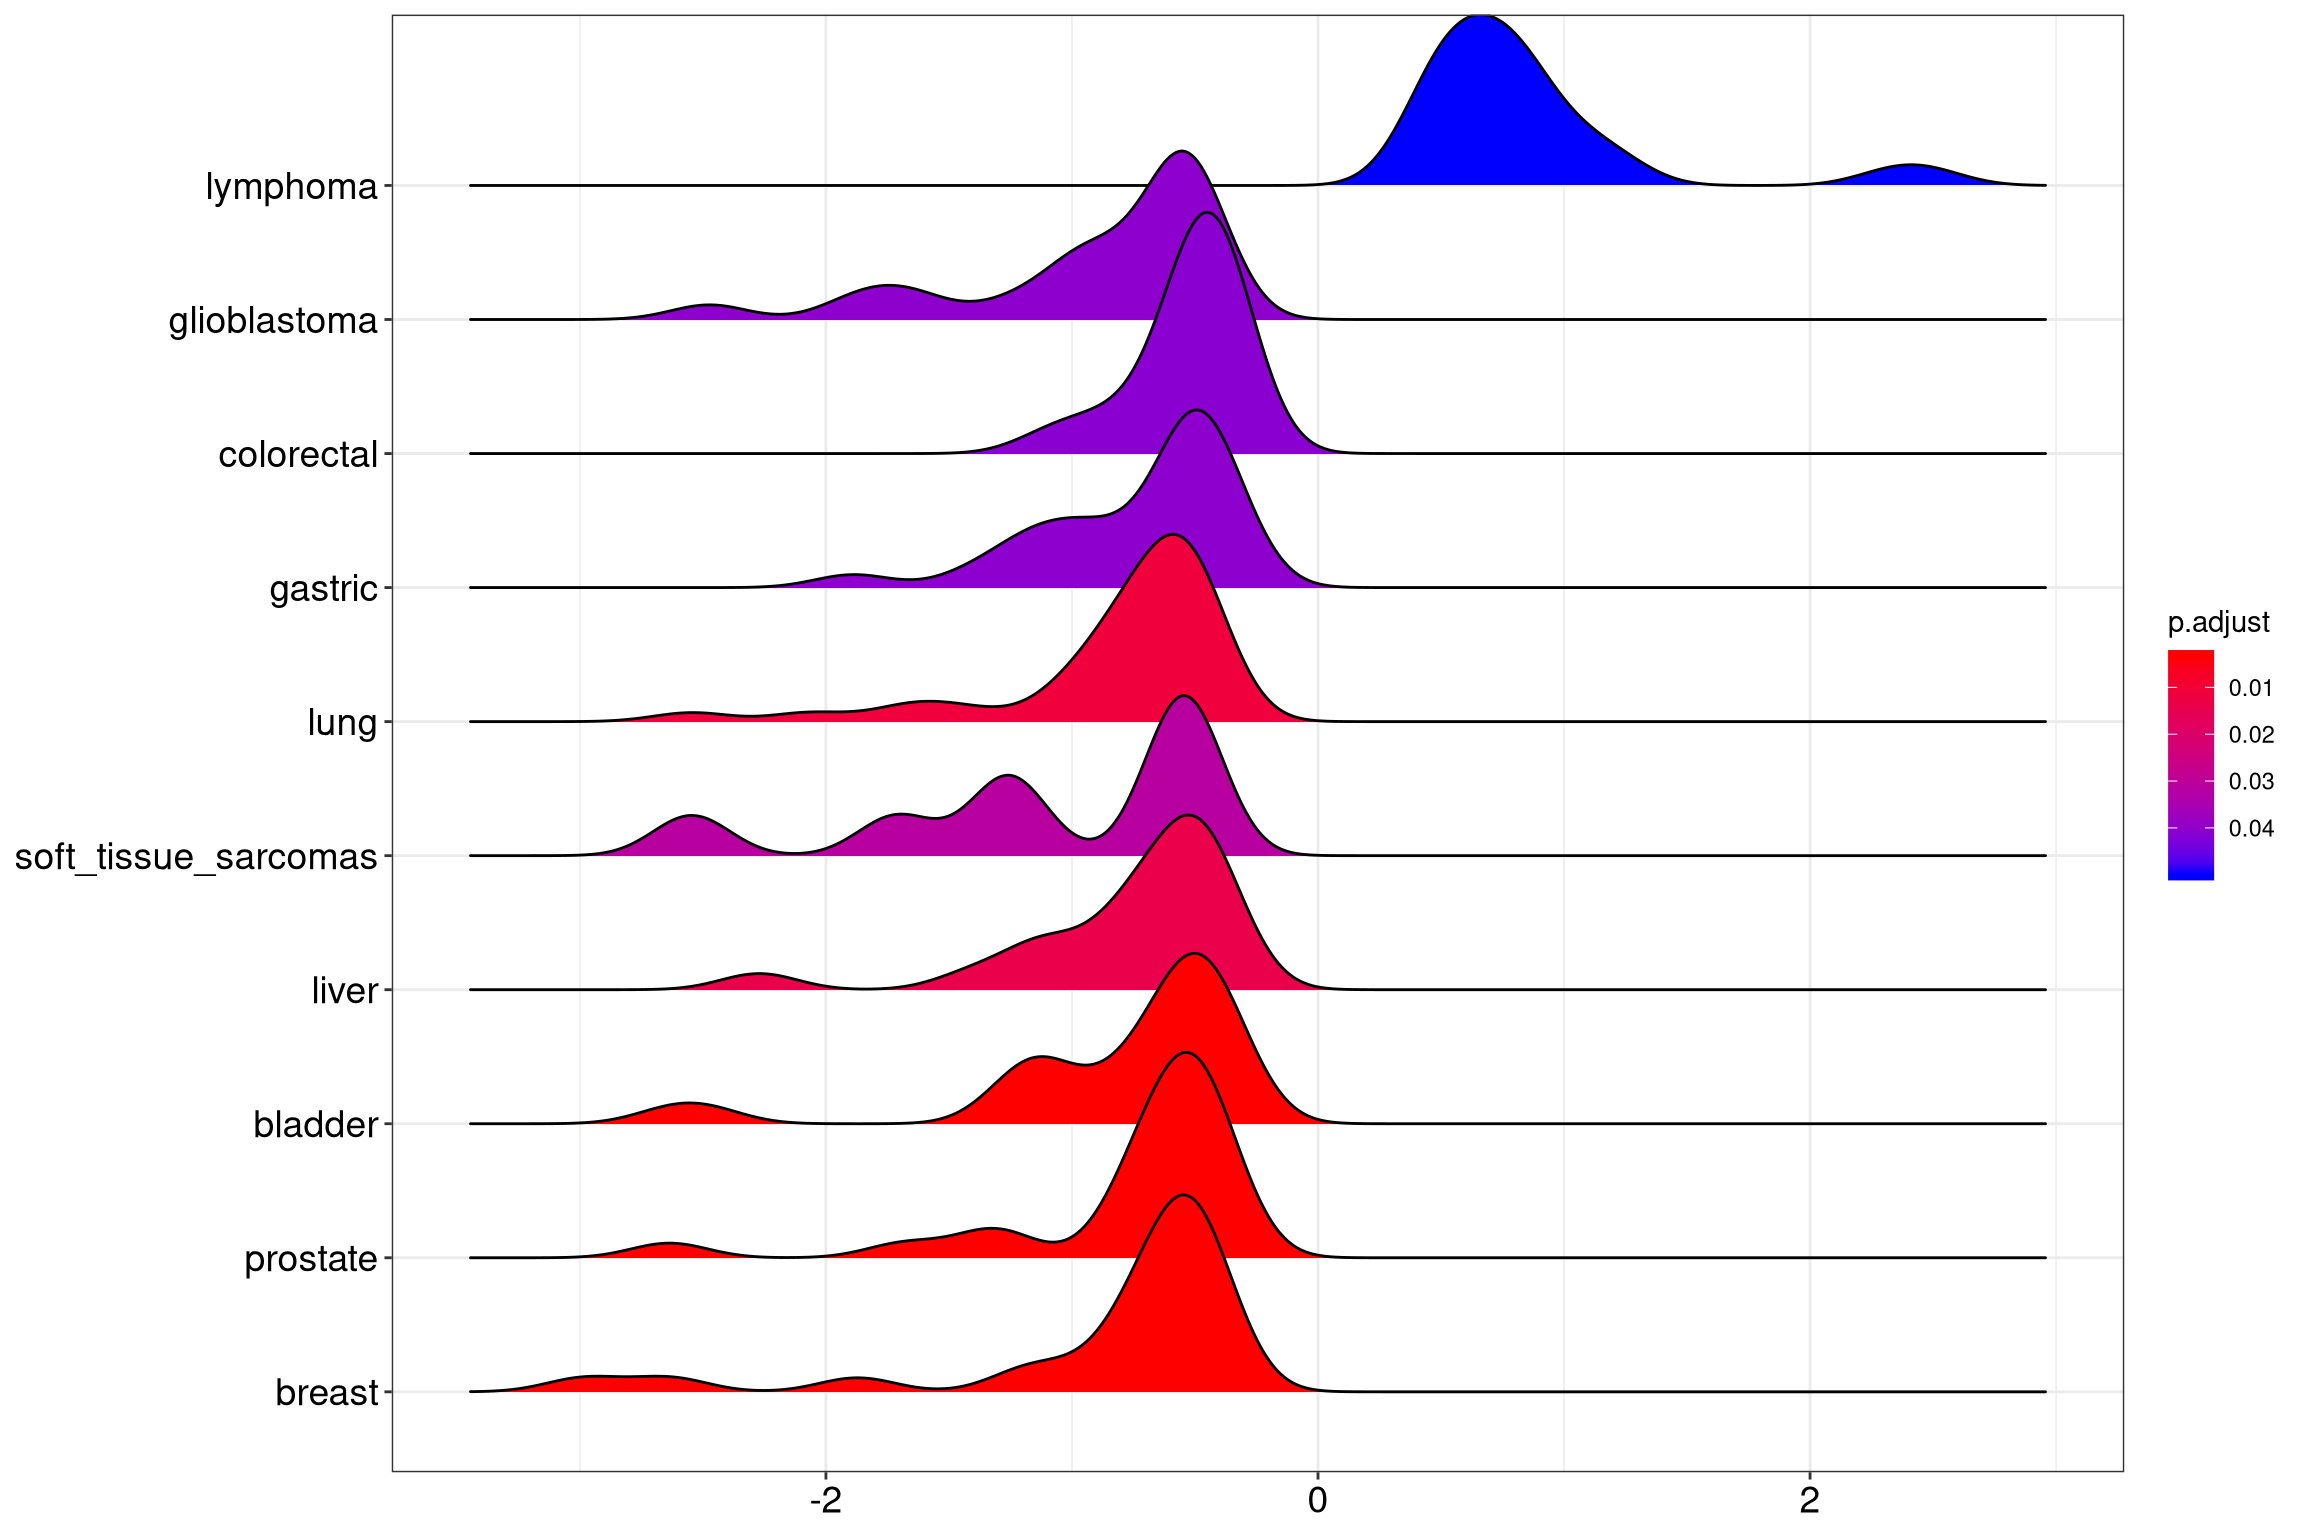 lymphoma
glioblastoma
colorectal
gastric
lung
soft_tissue_sarcomas
liver
bladder
prostate
breast
-2 0 2
p.adjust
0.01
0.02
0.03
0.04